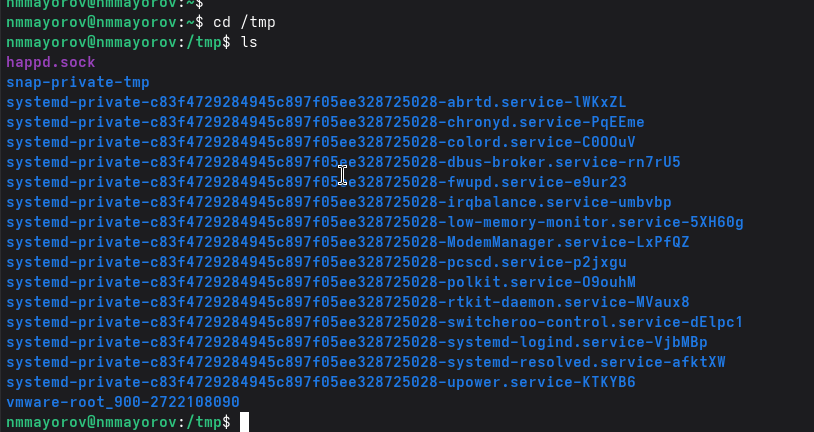 nmmayorov@nmmayorov:~$
nmmayorov@nmmayorov:~$ cd /tmp
nmmayorov@nmmayorov:/tmp$ ls
happd.sock
snap-private-tmp
systemd-private-c83f4729284945c897f05ee328725028-abrtd.service-lWKxZL
systemd-private-c83f4729284945c897f05ee328725028-chronyd.service-PqEEme
systemd-private-c83f4729284945c897f05ee328725028-colord.service-C0OOuV
systemd-private-c83f4729284945c897f05ee328725028-dbus-broker.service-rn7rU5
systemd-private-c83f4729284945c897f05ee328725028-fwupd.service-e9ur23
systemd-private-c83f4729284945c897f05ee328725028-irqbalance.service-umbvbp
systemd-private-c83f4729284945c897f05ee328725028-low-memory-monitor.service-5XH60g
systemd-private-c83f4729284945c897f05ee328725028-ModemManager.service-LxPfQZ
systemd-private-c83f4729284945c897f05ee328725028-pcscd.service-p2jxgu
systemd-private-c83f4729284945c897f05ee328725028-polkit.service-O9ouhM
systemd-private-c83f4729284945c897f05ee328725028-rtkit-daemon.service-MVaux8
systemd-private-c83f4729284945c897f05ee328725028-switcheroo-control.service-dElpc1
systemd-private-c83f4729284945c897f05ee328725028-systemd-logind.service-VjbMBp
systemd-private-c83f4729284945c897f05ee328725028-systemd-resolved.service-afktXW
systemd-private-c83f4729284945c897f05ee328725028-upower.service-KTKYB6
vmware-root_900-2722108090
nmmayorov@nmmayorov:/tmp$